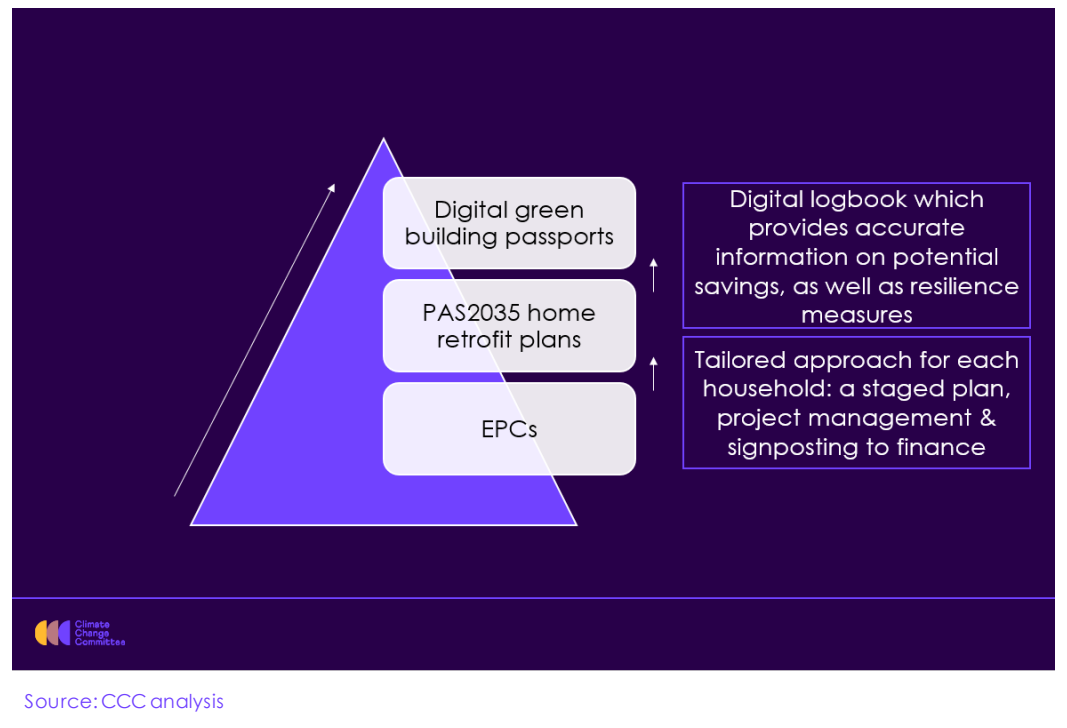 Digital green
building passports
PAS2035 home
retrofit plans
EPCs
Digital logbook which
provides accurate
information on potential
savings, as well as resilience
measures
Tailored approach for each
household: a staged plan,
project management &
signposting to finance
Climate
Change
Committee
Source: CCC analysis